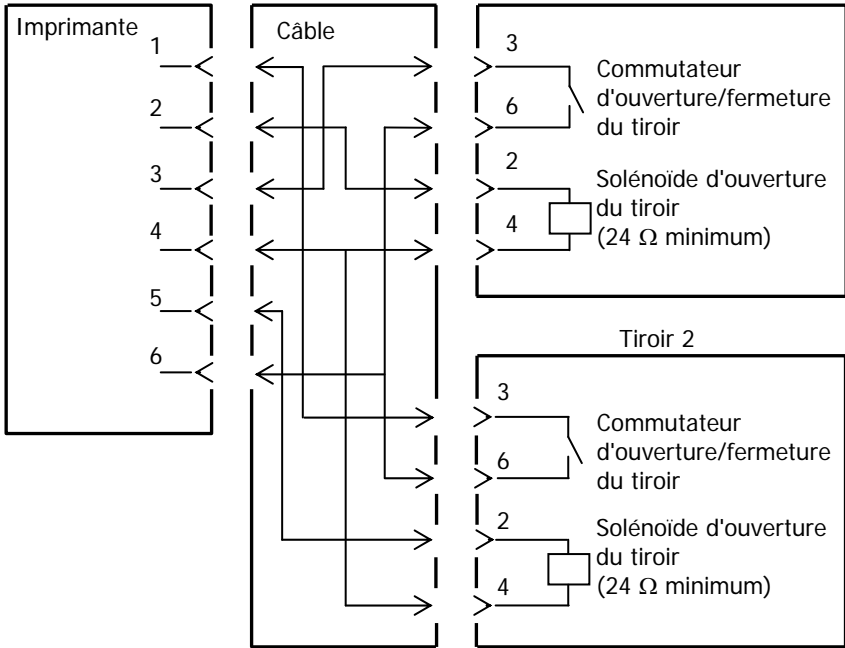 Imprimante
1
2
3
4
5
6
Câble
3
6
2
4
Commutateur
d'ouverture/fermeture
du tiroir
Solénoïde d'ouverture
du tiroir
(24 Ω minimum)
Tiroir 2
3
6
2
4
Commutateur
d'ouverture/fermeture
du tiroir
Solénoïde d'ouverture
du tiroir
(24 Ω minimum)